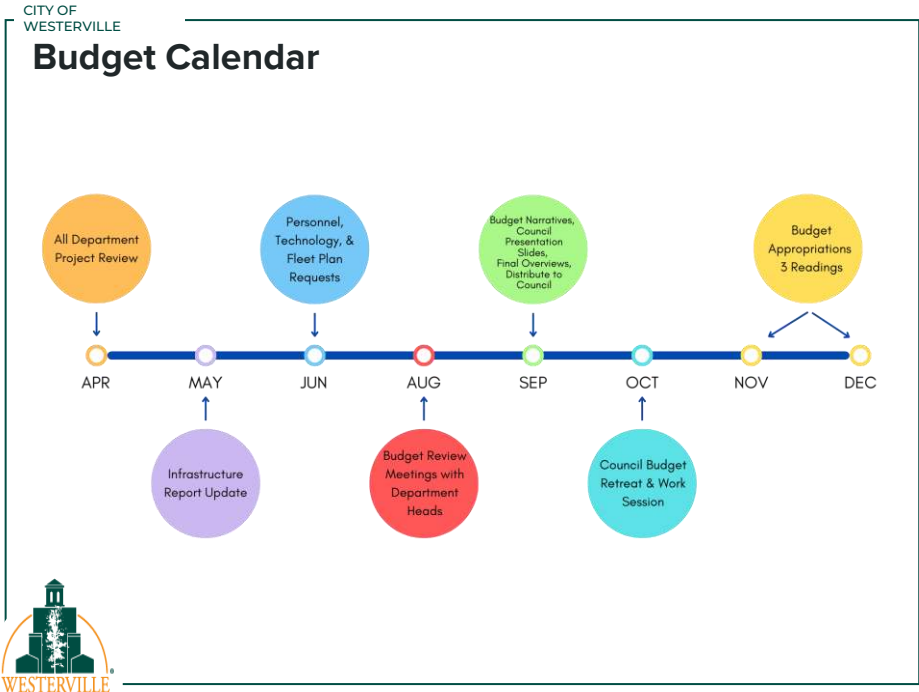 CITY OF
WESTERVILLE
Budget Calendar
All Department
Project Review
Personnel,
Technology, &
Fleet Plan
Requests
Budget Narratives,
Council
Presentation
Slides,
Final Overviews,
Distribute to
Council
Budget
Appropriations
3 Readings
APR
MAY
JUN
AUG
SEP
OCT
NOV
DEC
Infrastructure
Report Update
Budget Review
Meetings with
Department
Heads
Council Budget
Retreat & Work
Session
WESTERVILLE